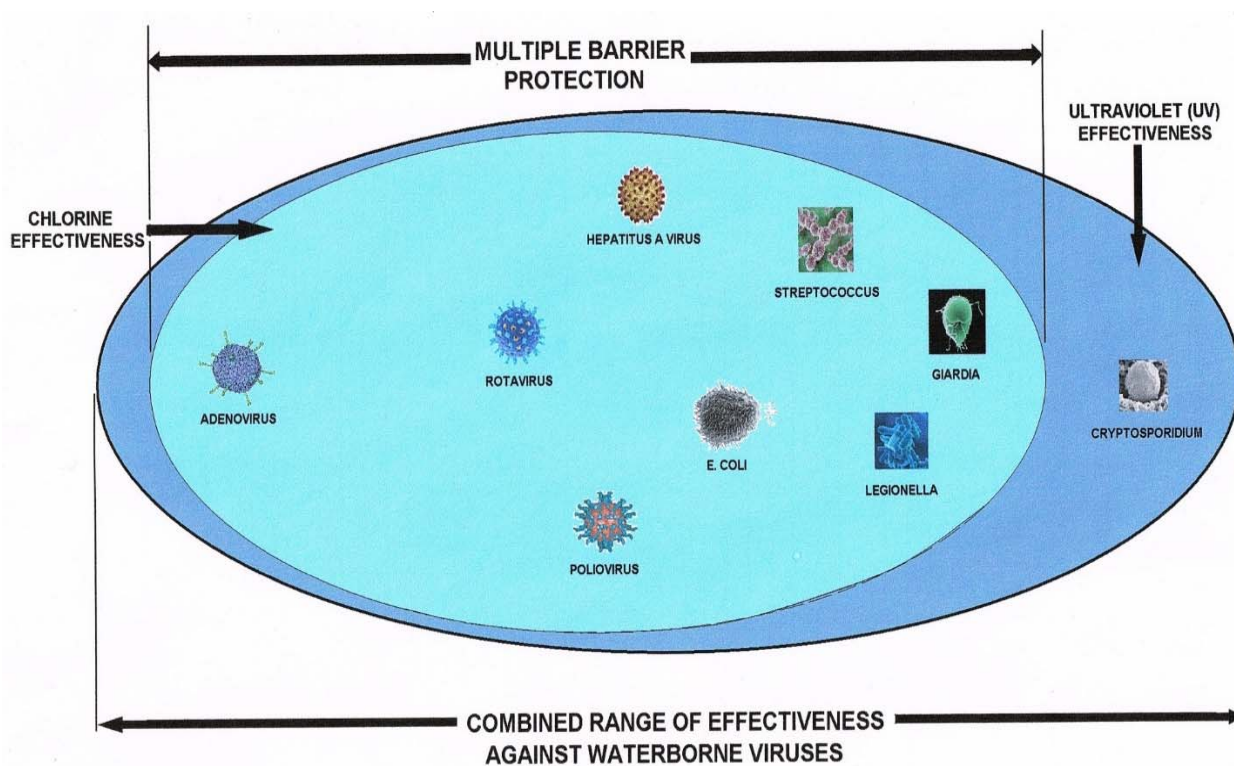 MULTIPLE BARRIER
PROTECTION
ULTRAVIOLET (UV)
EFFECTIVENESS
CHLORINE
EFFECTIVENESS
HEPATITUS A VIRUS
STREPTOCOCCUS
ROTAVIRUS
GIARDIA
ADENOVIRUS
CRYPTOSPORIDIUM
E. COLI
LEGIONELLA
POLIOVIRUS
COMBINED RANGE OF EFFECTIVENESS
AGAINST WATERBORNE VIRUSES